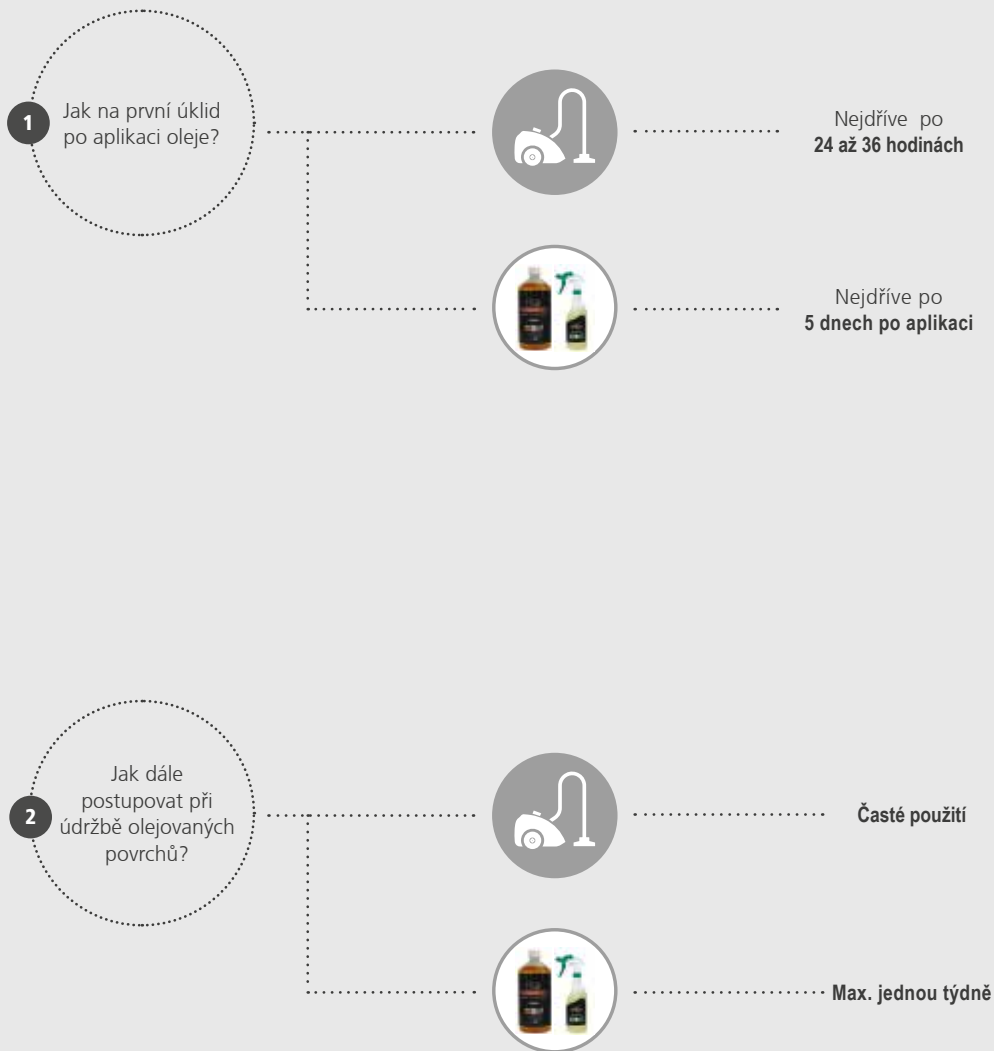 1
Jak na první úklid
po aplikaci oleje?
Nejdříve po
24 až 36 hodinách
Nejdříve po
5 dnech po aplikaci
2
Jak dále
postupovat při
údržbě olejovaných
povrchů?
Časté použití
Max. jednou týdně